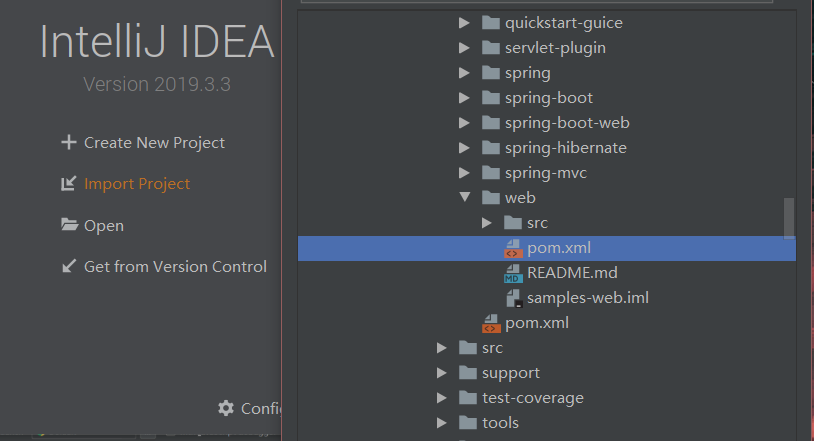 IntelliJ IDEA
Version 2019.3.3
Create New Project
Import Project
Open
Get from Version Control
quickstart-guice
servlet-plugin
spring
spring-boot
spring-boot-web
spring-hibernate
spring-mvc
web
src
pom.xml
README.md
samples-web.iml
pom.xml
src
support
test-coverage
tools